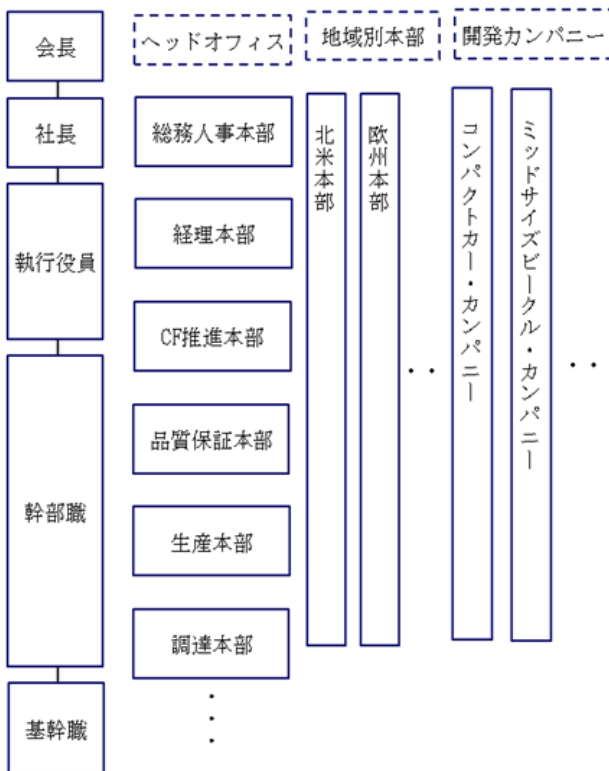 会長
社長
執行役員
幹部職
基幹職
ヘッドオフィス
総務人事本部
経理本部
CF推進本部
品質保証本部
生産本部
調達本部
・・・
地域別本部
北米本部
欧州本部
・・
開発カンパニー
コンパクトカー・カンパニー
ミッドサイズビークル・カンパニー
・・